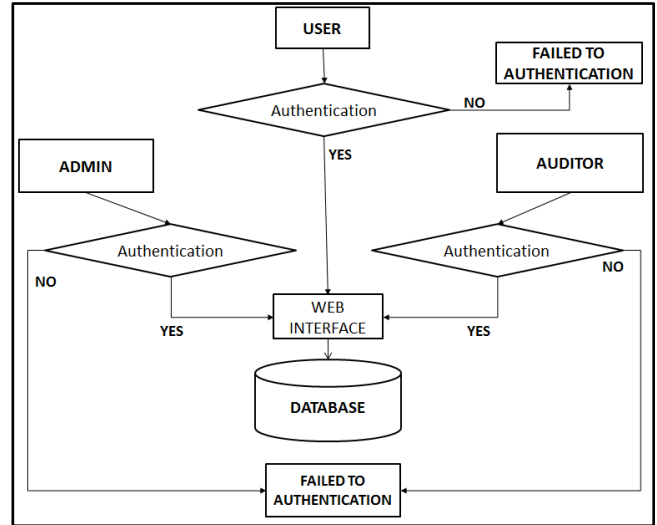 USER
FAILED TO
AUTHENTICATION
Authentication
NO
YES
ADMIN
AUDITOR
Authentication
Authentication
NO
NO
WEB
INTERFACE
YES
YES
DATABASE
FAILED TO
AUTHENTICATION